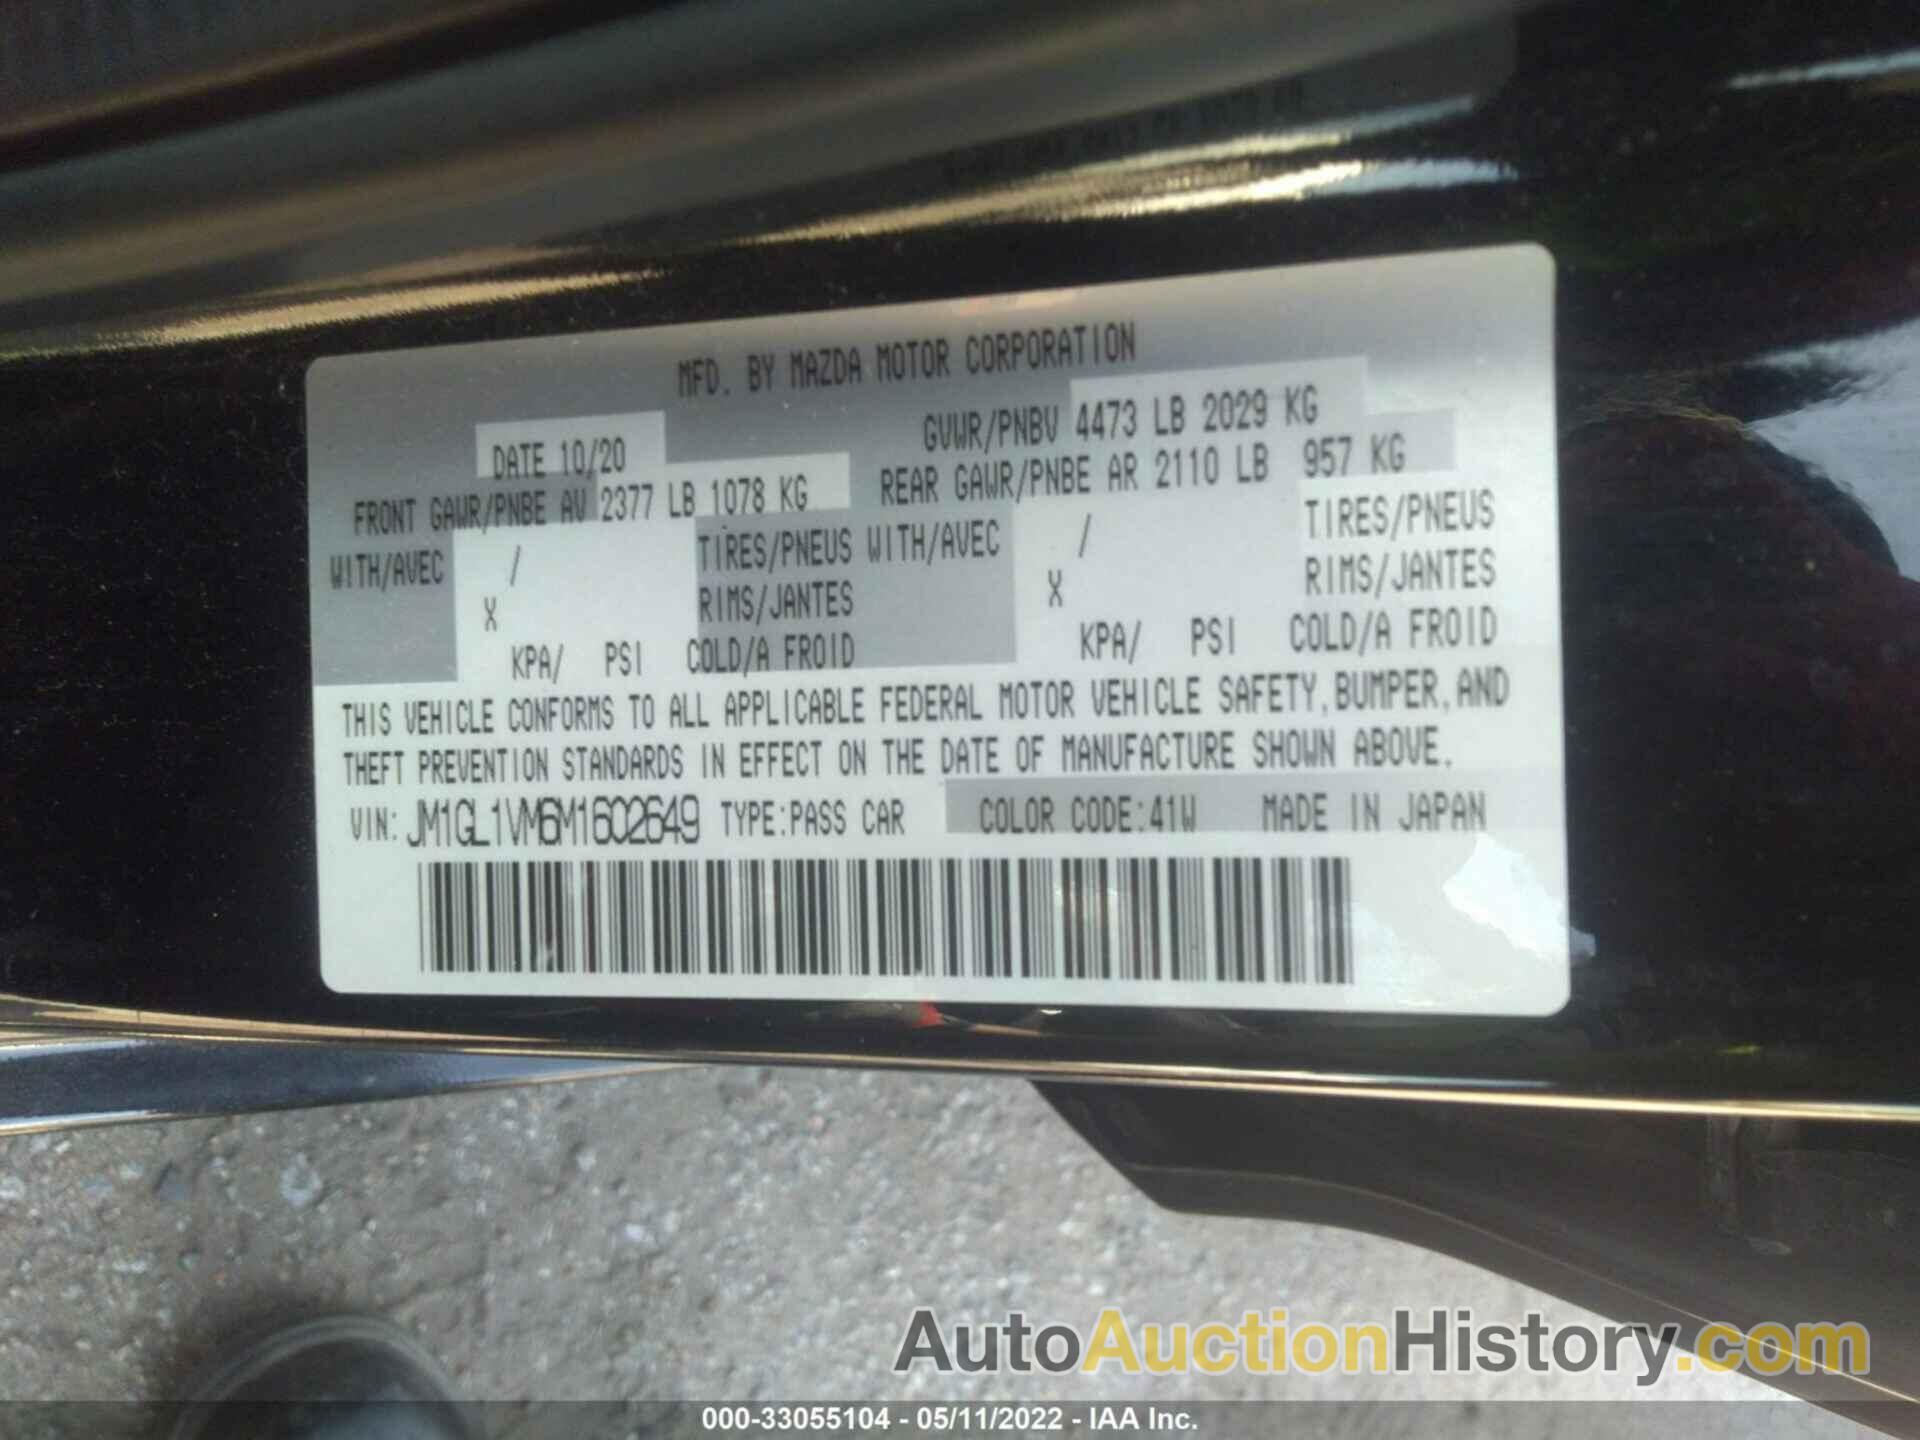 MFD. BY MAZDA MOTOR CORPORATION
DATE 10/20 GVWR/PNBV 4473 LB 2029 KG
FRONT GAWR/PNBE AV 2377 LB 1078 KG REAR GAWR/PNBE AR 2110 LB 957 KG
WITH/AVEC / TIRES/PNEUS WITH/AVEC / TIRES/PNEUS
X RIMS/JANTES X RIMS/JANTES
KPA/ PSI COLD/A FROID KPA/ PSI COLD/A FROID
THIS VEHICLE CONFORMS TO ALL APPLICABLE FEDERAL MOTOR VEHICLE SAFETY, BUMPER, AND
THEFT PREVENTION STANDARDS IN EFFECT ON THE DATE OF MANUFACTURE SHOWN ABOVE.
VIN: JM1GL1VM6M1602649 TYPE:PASS CAR COLOR CODE:41W MADE IN JAPAN
AutoAuctionHistory.com
000-33055104 - 05/11/2022 - IAA Inc.